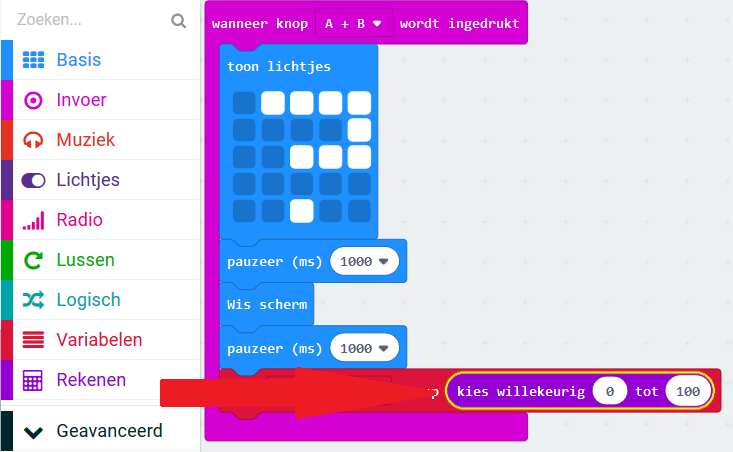 Zoeken...
Basis
Invoer
Muziek
Lichtjes
Radio
Lussen
Logisch
Variabelen
Rekenen
Geavanceerd
wanneer knop A + B wordt ingedrukt
toon lichtjes
pauzeer (ms) 1000
Wis scherm
pauzeer (ms) 1000
kies willekeurig 0 tot 100